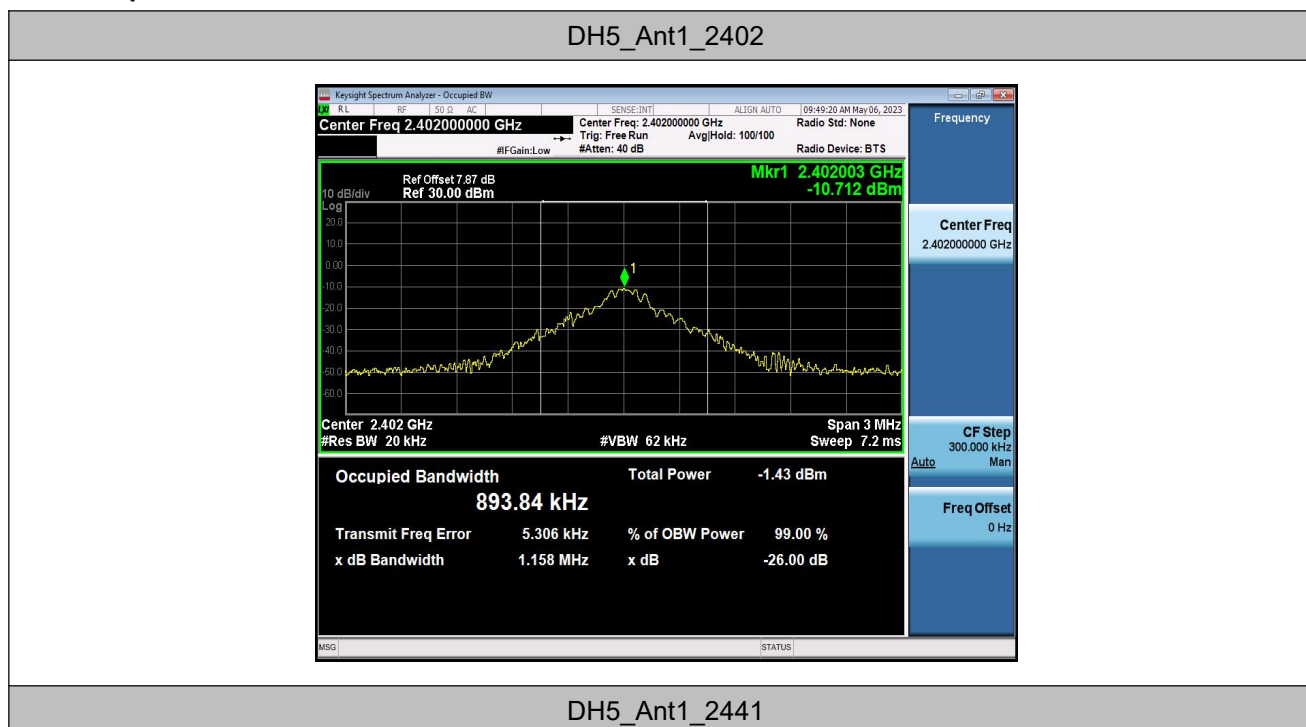 DH5_Ant1_2402
Keysight Spectrum Analyzer - Occupied BW
RL RF 50 Ω AC SENSE:INT ALIGN AUTO 09:49:20 AM May 06, 2023
Center Freq 2.402000000 GHz
#IFGain:Low
Center Freq: 2.402000000 GHz
Trig: Free Run Avg|Hold: 100/100
#Atten: 40 dB
Radio Std: None
Radio Device: BTS
Frequency
Ref Offset 7.87 dB
10 dB/div Ref 30.00 dBm
Log
Mkr1 2.402003 GHz
-10.712 dBm
20.0
10.0
0.00
-10.0
-20.0
-30.0
-40.0
-50.0
-60.0
1
Center 2.402 GHz Span 3 MHz
#Res BW 20 kHz #VBW 62 kHz Sweep 7.2 ms
Center Freq
2.402000000 GHz
CF Step
300.000 kHz
Auto Man
Freq Offset
0 Hz
Occupied Bandwidth Total Power -1.43 dBm
893.84 kHz
Transmit Freq Error 5.306 kHz % of OBW Power 99.00 %
x dB Bandwidth 1.158 MHz x dB -26.00 dB
MSG STATUS
DH5_Ant1_2441